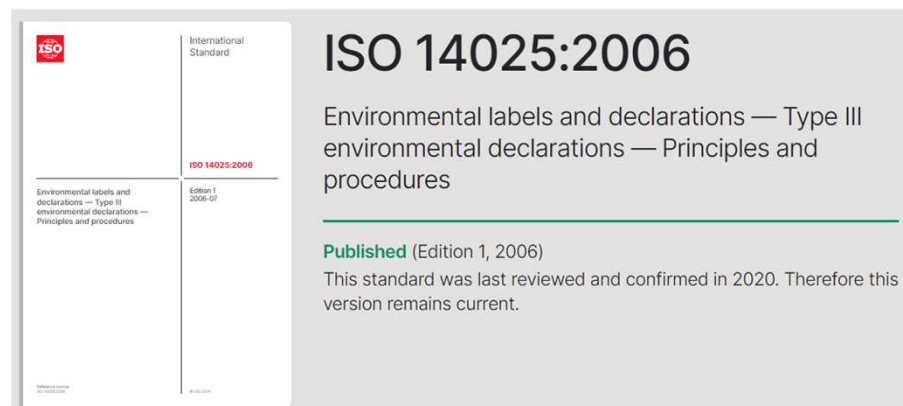 ISO
International
Standard
ISO 14025:2006
Environmental labels and
declarations — Type III
environmental declarations —
Principles and procedures
Edition 1
2006-07
ISO 14025:2006
Environmental labels and declarations — Type III
environmental declarations — Principles and
procedures
Published (Edition 1, 2006)
This standard was last reviewed and confirmed in 2020. Therefore this
version remains current.